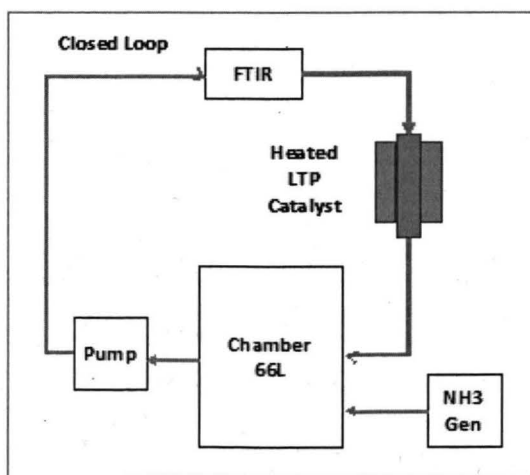 Closed Loop
FTIR
Heated
LTP
Catalyst
Chamber
66L
Pump
NH3
Gen